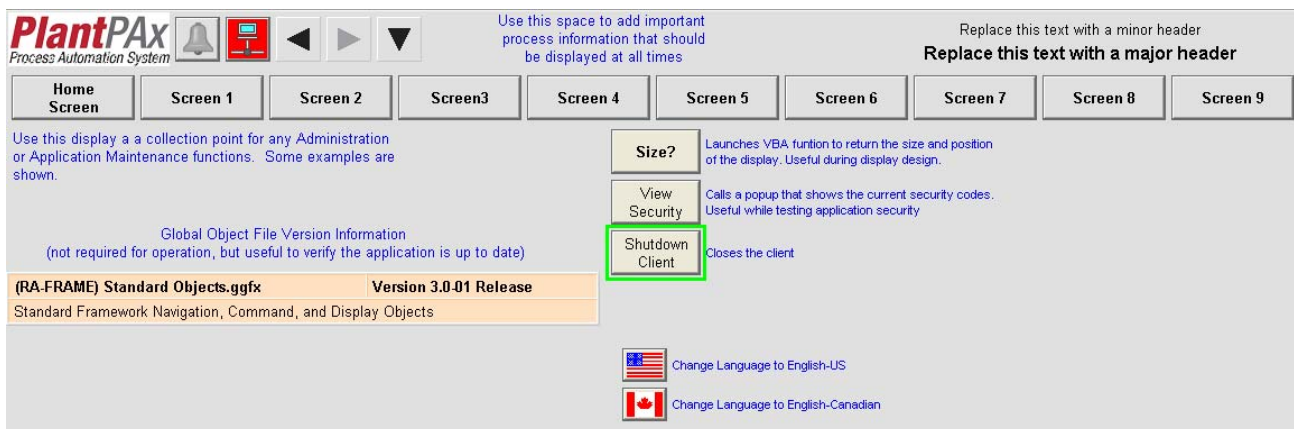 PlantPAx
Process Automation System
Use this space to add important
process information that should
be displayed at all times
Replace this text with a minor header
Replace this text with a major header
Home
Screen
Screen 1
Screen 2
Screen3
Screen 4
Screen 5
Screen 6
Screen 7
Screen 8
Screen 9
Use this display a a collection point for any Administration
or Application Maintenance functions. Some examples are
shown.
Global Object File Version Information
(not required for operation, but useful to verify the application is up to date)
(RA-FRAME) Standard Objects.ggfx Version 3.0-01 Release
Standard Framework Navigation, Command, and Display Objects
Size?
Launches VBA funtion to return the size and position
of the display. Useful during display design.
View
Security
Calls a popup that shows the current security codes.
Useful while testing application security
Shutdown
Client
Closes the client
Change Language to English-US
Change Language to English-Canadian